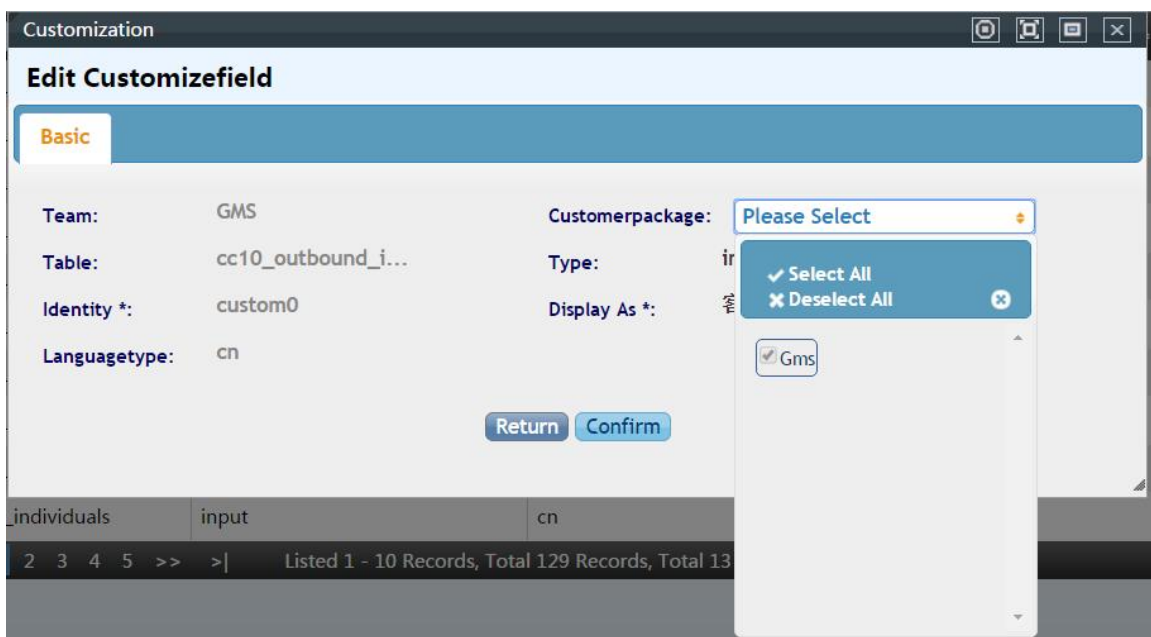 Customization
Edit Customizefield
Basic
Team: GMS Customerpackage: Please Select
Table: cc10_outbound_i... Type:
Select All
Identity *: custom0 Display As *: 客
Deselect All
Languagetype: cn
Gms
Return Confirm
_individuals input cn
2 3 4 5 >> >| Listed 1 - 10 Records, Total 129 Records, Total 13